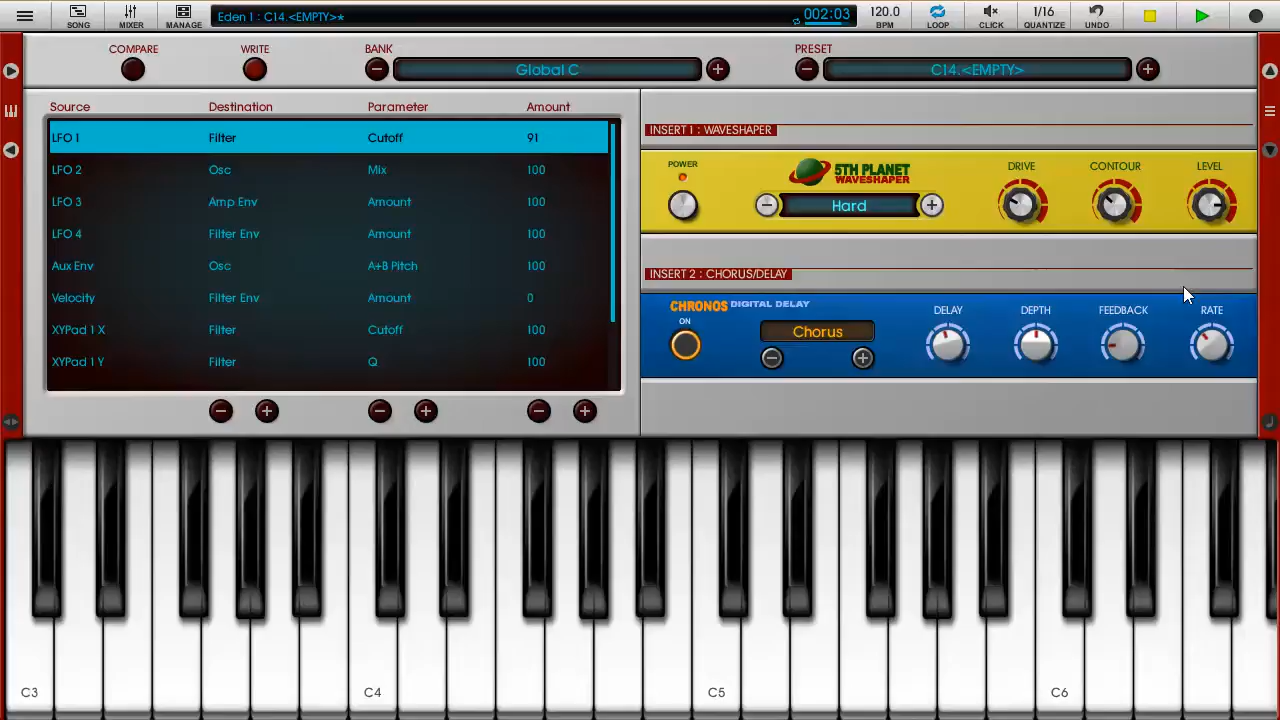 SONG MIXER MANAGE Eden 1 : C14.<EMPTY>* 002:03 120.0 BPM LOOP CLICK 1/16 QUANTIZE UNDO
COMPARE WRITE BANK PRESET
Global C C14.<EMPTY>
Source Destination Parameter Amount
LFO 1 Filter Cutoff 91
LFO 2 Osc Mix 100
LFO 3 Amp Env Amount 100
LFO 4 Filter Env Amount 100
Aux Env Osc A+B Pitch 100
Velocity Filter Env Amount 0
XYPad 1 X Filter Cutoff 100
XYPad 1 Y Filter Q 100
INSERT 1 : WAVESHAPER
POWER 5TH PLANET DRIVE CONTOUR LEVEL
WAVESHAPER
Hard
INSERT 2 : CHORUS/DELAY
CHRONOS DIGITAL DELAY DELAY DEPTH FEEDBACK RATE
ON
Chorus
C3 C4 C5 C6